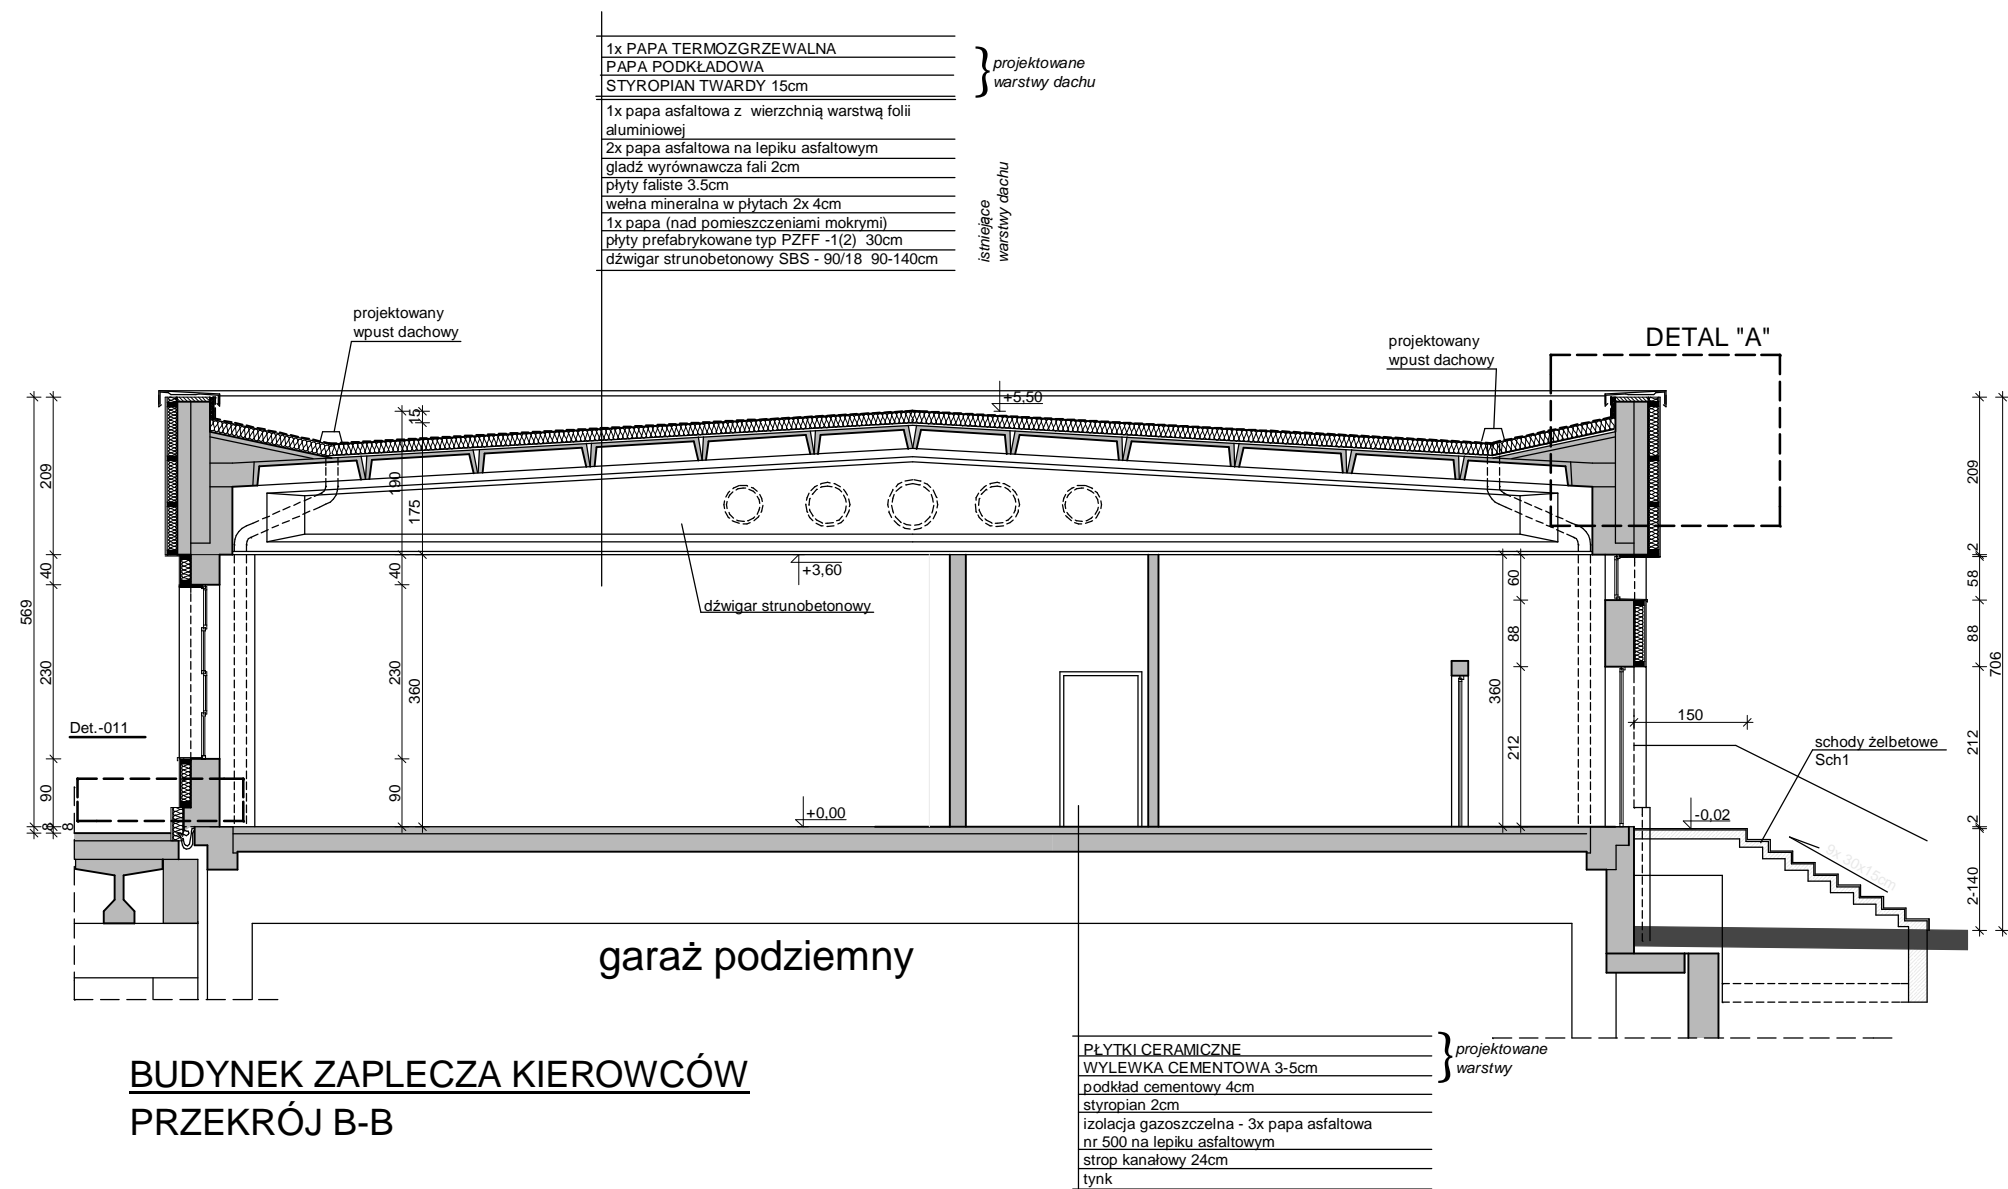 1x PAPA TERMOZGRZEWALNA
PAPA PODKŁADOWA
STYROPIAN TWARDY 15cm
projektowane
warstwy dachu
1x papa asfaltowa z wierzchnią warstwą folii
aluminiowej
2x papa asfaltowa na lepiku asfaltowym
gladź wyrównawcza fali 2cm
płyty faliste 3.5cm
wełna mineralna w płytach 2x 4cm
1x papa (nad pomieszczeniami mokrymi)
płyty prefabrykowane typ PZFF -1(2) 30cm
dźwigar strunobetonowy SBS - 90/18 90-140cm
istniejące
warstwy dachu
projektowany
wpust dachowy
projektowany
wpust dachowy
DETAL "A"
+5,50
15
190
175
209
209
40
40
+3,60
60
2
58
569
dźwigar strunobetonowy
88
88
706
230
230
360
360
212
212
Det.-011
150
schody żelbetowe
Sch1
90
90
8
8
+0,00
-0,02
2
9x 30x15cm
2-140
garaż podziemny
BUDYNEK ZAPLECZA KIEROWCÓW
PRZEKRÓJ B-B
PŁYTKI CERAMICZNE
WYLEWKA CEMENTOWA 3-5cm
projektowane
warstwy
podkład cementowy 4cm
styropian 2cm
izolacja gazoszczelna - 3x papa asfaltowa
nr 500 na lepiku asfaltowym
strop kanałowy 24cm
tynk